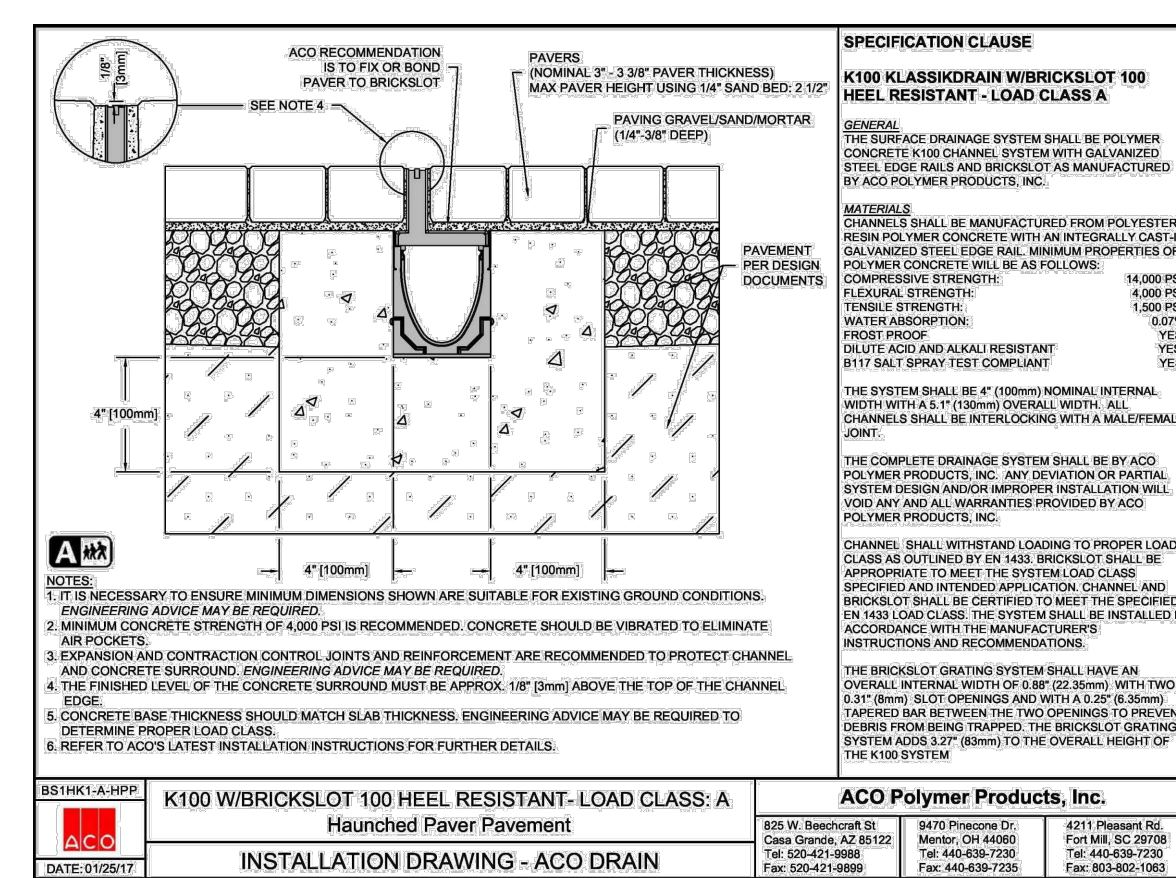 1/8"
[3mm]
ACO RECOMMENDATION
IS TO FIX OR BOND
PAVER TO BRICKSLOT
SEE NOTE 4
PAVERS
(NOMINAL 3" - 3 3/8" PAVER THICKNESS)
MAX PAVER HEIGHT USING 1/4" SAND BED: 2 1/2"
PAVING GRAVEL/SAND/MORTAR
(1/4"-3/8" DEEP)
PAVEMENT
PER DESIGN
DOCUMENTS
4" [100mm]
4" [100mm]
4" [100mm]
A
NOTES:
1. IT IS NECESSARY TO ENSURE MINIMUM DIMENSIONS SHOWN ARE SUITABLE FOR EXISTING GROUND CONDITIONS.
ENGINEERING ADVICE MAY BE REQUIRED.
2. MINIMUM CONCRETE STRENGTH OF 4,000 PSI IS RECOMMENDED. CONCRETE SHOULD BE VIBRATED TO ELIMINATE
AIR POCKETS.
3. EXPANSION AND CONTRACTION CONTROL JOINTS AND REINFORCEMENT ARE RECOMMENDED TO PROTECT CHANNEL
AND CONCRETE SURROUND. ENGINEERING ADVICE MAY BE REQUIRED.
4. THE FINISHED LEVEL OF THE CONCRETE SURROUND MUST BE APPROX. 1/8" [3mm] ABOVE THE TOP OF THE CHANNEL
EDGE.
5. CONCRETE BASE THICKNESS SHOULD MATCH SLAB THICKNESS. ENGINEERING ADVICE MAY BE REQUIRED TO
DETERMINE PROPER LOAD CLASS.
6. REFER TO ACO'S LATEST INSTALLATION INSTRUCTIONS FOR FURTHER DETAILS.
SPECIFICATION CLAUSE
K100 KLASSIKDRAIN W/BRICKSLOT 100
HEEL RESISTANT - LOAD CLASS A
GENERAL
THE SURFACE DRAINAGE SYSTEM SHALL BE POLYMER
CONCRETE K100 CHANNEL SYSTEM WITH GALVANIZED
STEEL EDGE RAILS AND BRICKSLOT AS MANUFACTURED
BY ACO POLYMER PRODUCTS, INC.
MATERIALS
CHANNELS SHALL BE MANUFACTURED FROM POLYESTER
RESIN POLYMER CONCRETE WITH AN INTEGRALLY CAST-I
GALVANIZED STEEL EDGE RAIL. MINIMUM PROPERTIES OF
POLYMER CONCRETE WILL BE AS FOLLOWS:
COMPRESSIVE STRENGTH: 14,000 PS
FLEXURAL STRENGTH: 4,000 PS
TENSILE STRENGTH: 1,500 PS
WATER ABSORPTION: 0.07%
FROST PROOF YES
DILUTE ACID AND ALKALI RESISTANT YES
B117 SALT SPRAY TEST COMPLIANT YES
THE SYSTEM SHALL BE 4" (100mm) NOMINAL INTERNAL
WIDTH WITH A 5.1" (130mm) OVERALL WIDTH. ALL
CHANNELS SHALL BE INTERLOCKING WITH A MALE/FEMAL
JOINT.
THE COMPLETE DRAINAGE SYSTEM SHALL BE BY ACO
POLYMER PRODUCTS, INC. ANY DEVIATION OR PARTIAL
SYSTEM DESIGN AND/OR IMPROPER INSTALLATION WILL
VOID ANY AND ALL WARRANTIES PROVIDED BY ACO
POLYMER PRODUCTS, INC.
CHANNEL SHALL WITHSTAND LOADING TO PROPER LOAD
CLASS AS OUTLINED BY EN 1433. BRICKSLOT SHALL BE
APPROPRIATE TO MEET THE SYSTEM LOAD CLASS
SPECIFIED AND INTENDED APPLICATION. CHANNEL AND
BRICKSLOT SHALL BE CERTIFIED TO MEET THE SPECIFIED
EN 1433 LOAD CLASS. THE SYSTEM SHALL BE INSTALLED I
ACCORDANCE WITH THE MANUFACTURER'S
INSTRUCTIONS AND RECOMMENDATIONS.
THE BRICKSLOT GRATING SYSTEM SHALL HAVE AN
OVERALL INTERNAL WIDTH OF 0.88" (22.35mm) WITH TWO
0.31" (8mm) SLOT OPENINGS AND WITH A 0.25" (6.35mm)
TAPERED BAR BETWEEN THE TWO OPENINGS TO PREVEN
DEBRIS FROM BEING TRAPPED. THE BRICKSLOT GRATING
SYSTEM ADDS 3.27" (83mm) TO THE OVERALL HEIGHT OF
THE K100 SYSTEM
BS1HK1-A-HPP
ACO
DATE: 01/25/17
K100 W/BRICKSLOT 100 HEEL RESISTANT- LOAD CLASS: A
Haunched Paver Pavement
INSTALLATION DRAWING - ACO DRAIN
ACO Polymer Products, Inc.
825 W. Beechcraft St
Casa Grande, AZ 85122
Tel: 520-421-9988
Fax: 520-421-9899
9470 Pinecone Dr.
Mentor, OH 44060
Tel: 440-639-7230
Fax: 440-639-7235
4211 Pleasant Rd.
Fort Mill, SC 29708
Tel: 440-639-7230
Fax: 803-802-1063